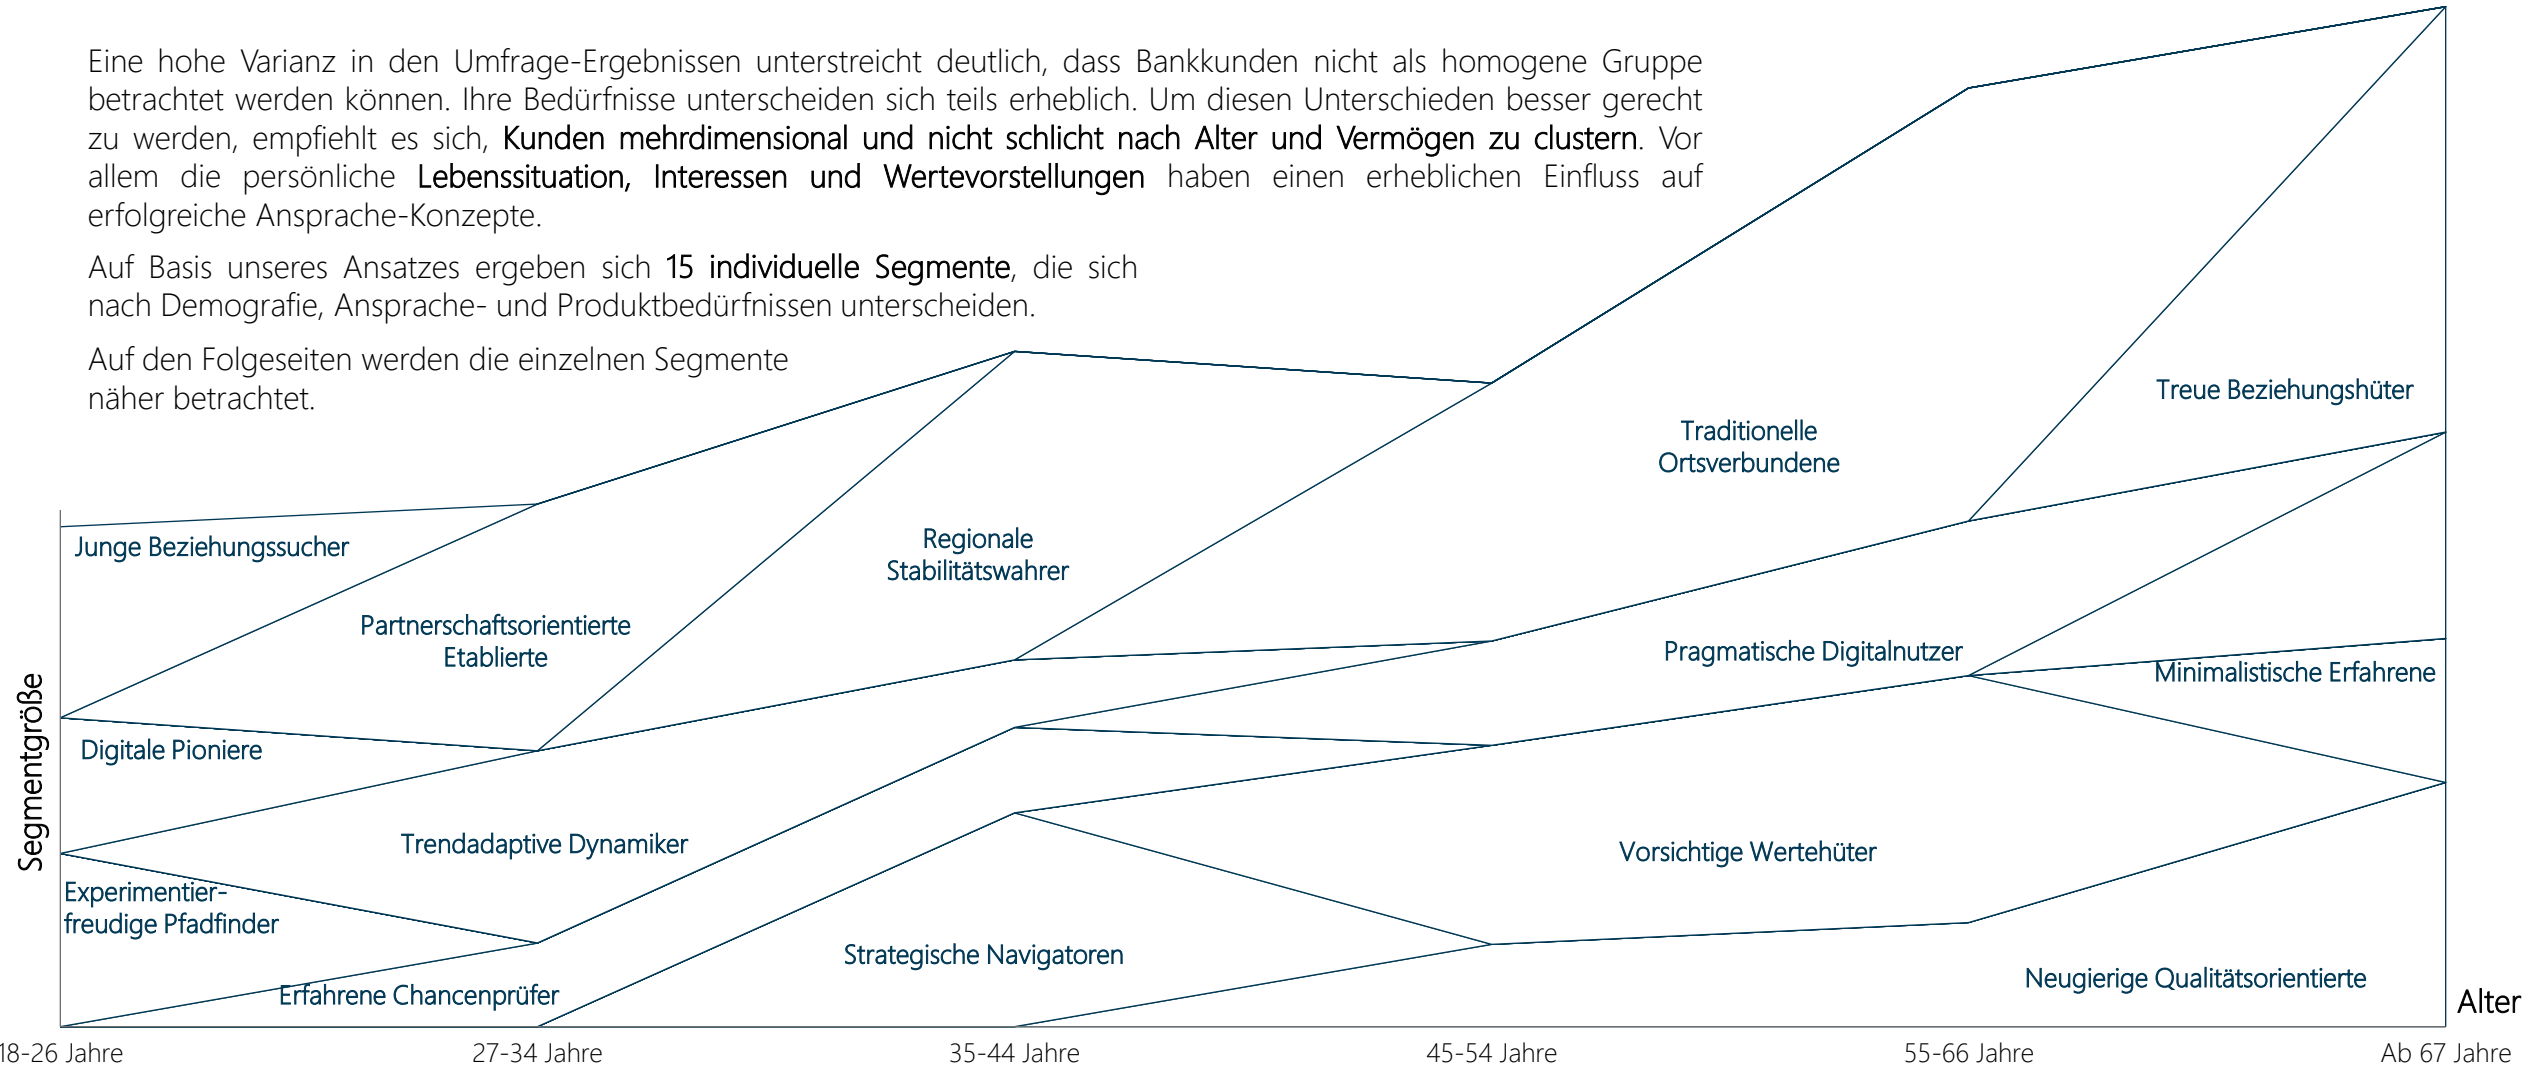 Eine hohe Varianz in den Umfrage-Ergebnissen unterstreicht deutlich, dass Bankkunden nicht als homogene Gruppe
betrachtet werden können. Ihre Bedürfnisse unterscheiden sich teils erheblich. Um diesen Unterschieden besser gerecht
zu werden, empfiehlt es sich, Kunden mehrdimensional und nicht schlicht nach Alter und Vermögen zu clustern. Vor
allem die persönliche Lebenssituation, Interessen und Wertevorstellungen haben einen erheblichen Einfluss auf
erfolgreiche Ansprache-Konzepte.
Auf Basis unseres Ansatzes ergeben sich 15 individuelle Segmente, die sich
nach Demografie, Ansprache- und Produktbedürfnissen unterscheiden.
Auf den Folgeseiten werden die einzelnen Segmente
näher betrachtet.
Treue Beziehungshüter
Traditionelle
Ortsverbundene
Regionale
Stabilitätswahrer
Junge Beziehungssucher
Partnerschaftsorientierte
Etablierte
Pragmatische Digitalnutzer
Minimalistische Erfahrene
Digitale Pioniere
Trendadaptive Dynamiker
Vorsichtige Wertehüter
Experimentier-
freudige Pfadfinder
Strategische Navigatoren
Neugierige Qualitätsorientierte
Erfahrene Chancenprüfer
Segmentgröße
Alter
18-26 Jahre
27-34 Jahre
35-44 Jahre
45-54 Jahre
55-66 Jahre
Ab 67 Jahre